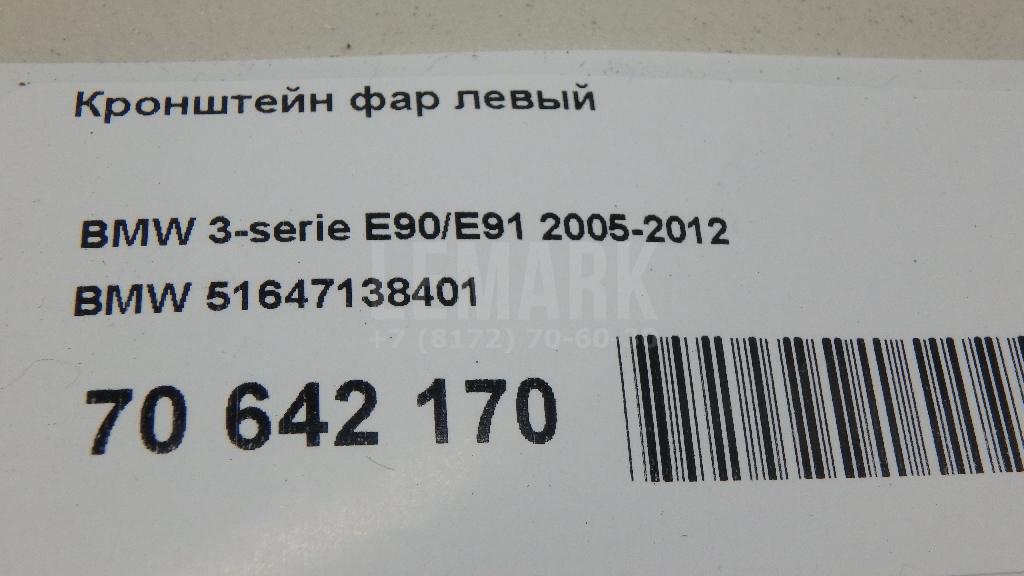 Кронштейн фар левый
BMW 3-serie E90/E91 2005-2012
LEMARK
BMW 51647138401
+7 (8172) 70-60-
70 642 170